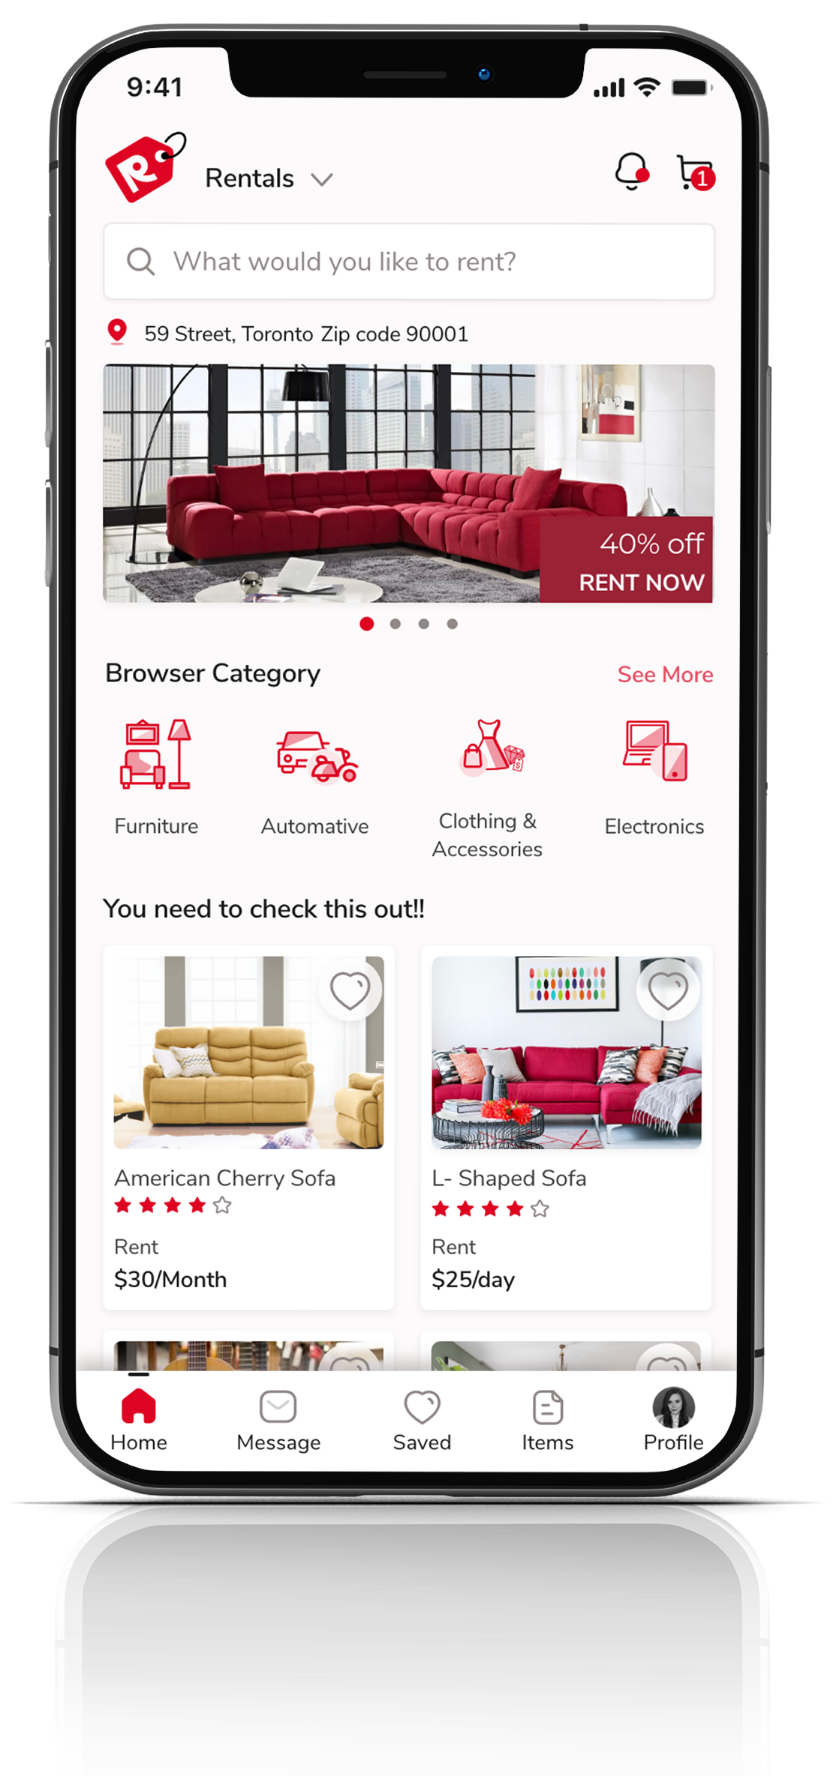 9:41
R
Rentals
1
What would you like to rent?
59 Street, Toronto Zip code 90001
40% off
RENT NOW
Browser Category
See More
Furniture
Automative
Clothing &
Accessories
Electronics
You need to check this out!!
American Cherry Sofa
L- Shaped Sofa
Rent
Rent
$30/Month
$25/day
Home
Message
Saved
Items
Profile